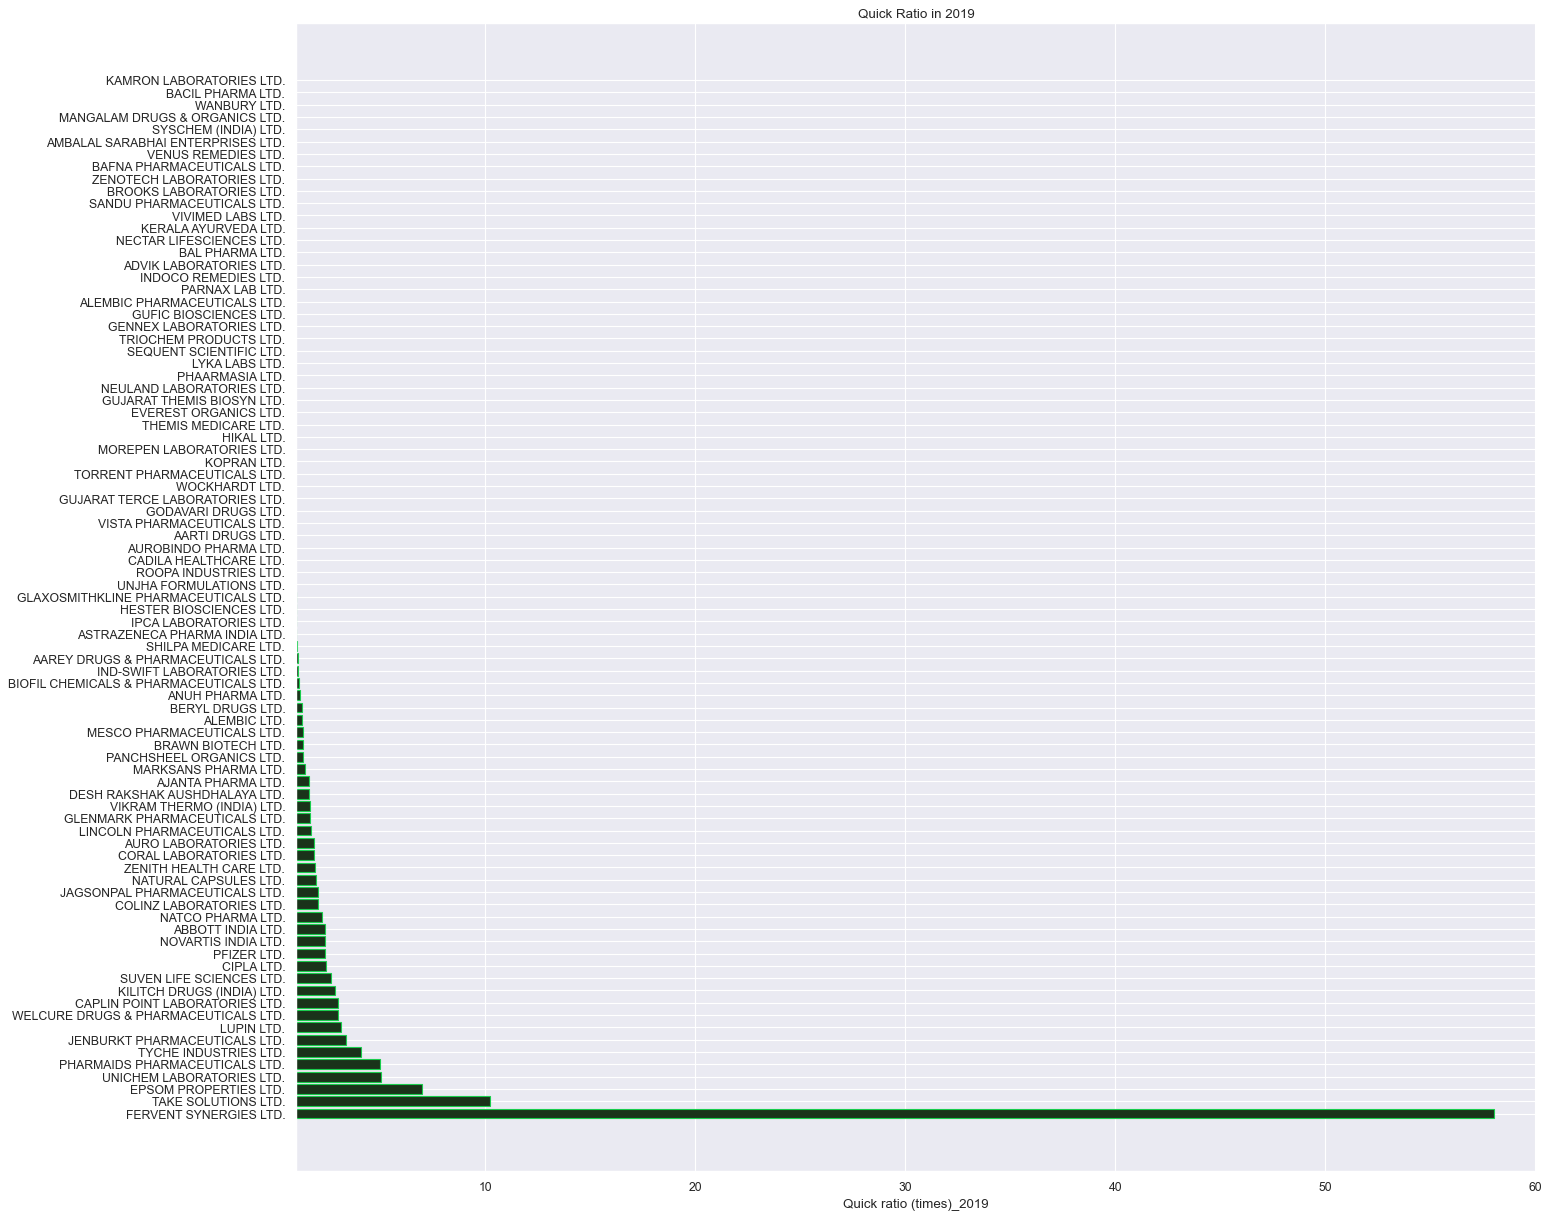 Quick Ratio in 2019
KAMRON LABORATORIES LTD.
BACIL PHARMA LTD.
WANBURY LTD.
MANGALAM DRUGS & ORGANICS LTD.
SYSCHEM (INDIA) LTD.
AMBALAL SARABHAI ENTERPRISES LTD.
VENUS REMEDIES LTD.
BAFNA PHARMACEUTICALS LTD.
ZENOTECH LABORATORIES LTD.
BROOKS LABORATORIES LTD.
SANDU PHARMACEUTICALS LTD.
VIVIMED LABS LTD.
KERALA AYURVEDA LTD.
NECTAR LIFESCIENCES LTD.
BAL PHARMA LTD.
ADVIK LABORATORIES LTD.
INDOCO REMEDIES LTD.
PARNAX LAB LTD.
ALEMBIC PHARMACEUTICALS LTD.
GUFIC BIOSCIENCES LTD.
GENNEX LABORATORIES LTD.
TRIOCHEM PRODUCTS LTD.
SEQUENT SCIENTIFIC LTD.
LYKA LABS LTD.
PHAARMASIA LTD.
NEULAND LABORATORIES LTD.
GUJARAT THEMIS BIOSYN LTD.
EVEREST ORGANICS LTD.
THEMIS MEDICARE LTD.
HIKAL LTD.
MOREPEN LABORATORIES LTD.
KOPRAN LTD.
TORRENT PHARMACEUTICALS LTD.
WOCKHARDT LTD.
GUJARAT TERCE LABORATORIES LTD.
GODAVARI DRUGS LTD.
VISTA PHARMACEUTICALS LTD.
AARTI DRUGS LTD.
AUROBINDO PHARMA LTD.
CADILA HEALTHCARE LTD.
ROOPA INDUSTRIES LTD.
UNJHA FORMULATIONS LTD.
GLAXOSMITHKLINE PHARMACEUTICALS LTD.
HESTER BIOSCIENCES LTD.
IPCA LABORATORIES LTD.
ASTRAZENECA PHARMA INDIA LTD.
SHILPA MEDICARE LTD.
AAREY DRUGS & PHARMACEUTICALS LTD.
IND-SWIFT LABORATORIES LTD.
BIOFIL CHEMICALS & PHARMACEUTICALS LTD.
ANUH PHARMA LTD.
BERYL DRUGS LTD.
ALEMBIC LTD.
MESCO PHARMACEUTICALS LTD.
BRAWN BIOTECH LTD.
PANCHSHEEL ORGANICS LTD.
MARKSANS PHARMA LTD.
AJANTA PHARMA LTD.
DESH RAKSHAK AUSHDHALAYA LTD.
VIKRAM THERMO (INDIA) LTD.
GLENMARK PHARMACEUTICALS LTD.
LINCOLN PHARMACEUTICALS LTD.
AURO LABORATORIES LTD.
CORAL LABORATORIES LTD.
ZENITH HEALTH CARE LTD.
NATURAL CAPSULES LTD.
JAGSONPAL PHARMACEUTICALS LTD.
COLINZ LABORATORIES LTD.
NATCO PHARMA LTD.
ABBOTT INDIA LTD.
NOVARTIS INDIA LTD.
PFIZER LTD.
CIPLA LTD.
SUVEN LIFE SCIENCES LTD.
KILITCH DRUGS (INDIA) LTD.
CAPLIN POINT LABORATORIES LTD.
WELCURE DRUGS & PHARMACEUTICALS LTD.
LUPIN LTD.
JENBURKT PHARMACEUTICALS LTD.
TYCHE INDUSTRIES LTD.
PHARMAIDS PHARMACEUTICALS LTD.
UNICHEM LABORATORIES LTD.
EPSOM PROPERTIES LTD.
TAKE SOLUTIONS LTD.
FERVENT SYNERGIES LTD.
10 20 30 40 50 60
Quick ratio (times)_2019